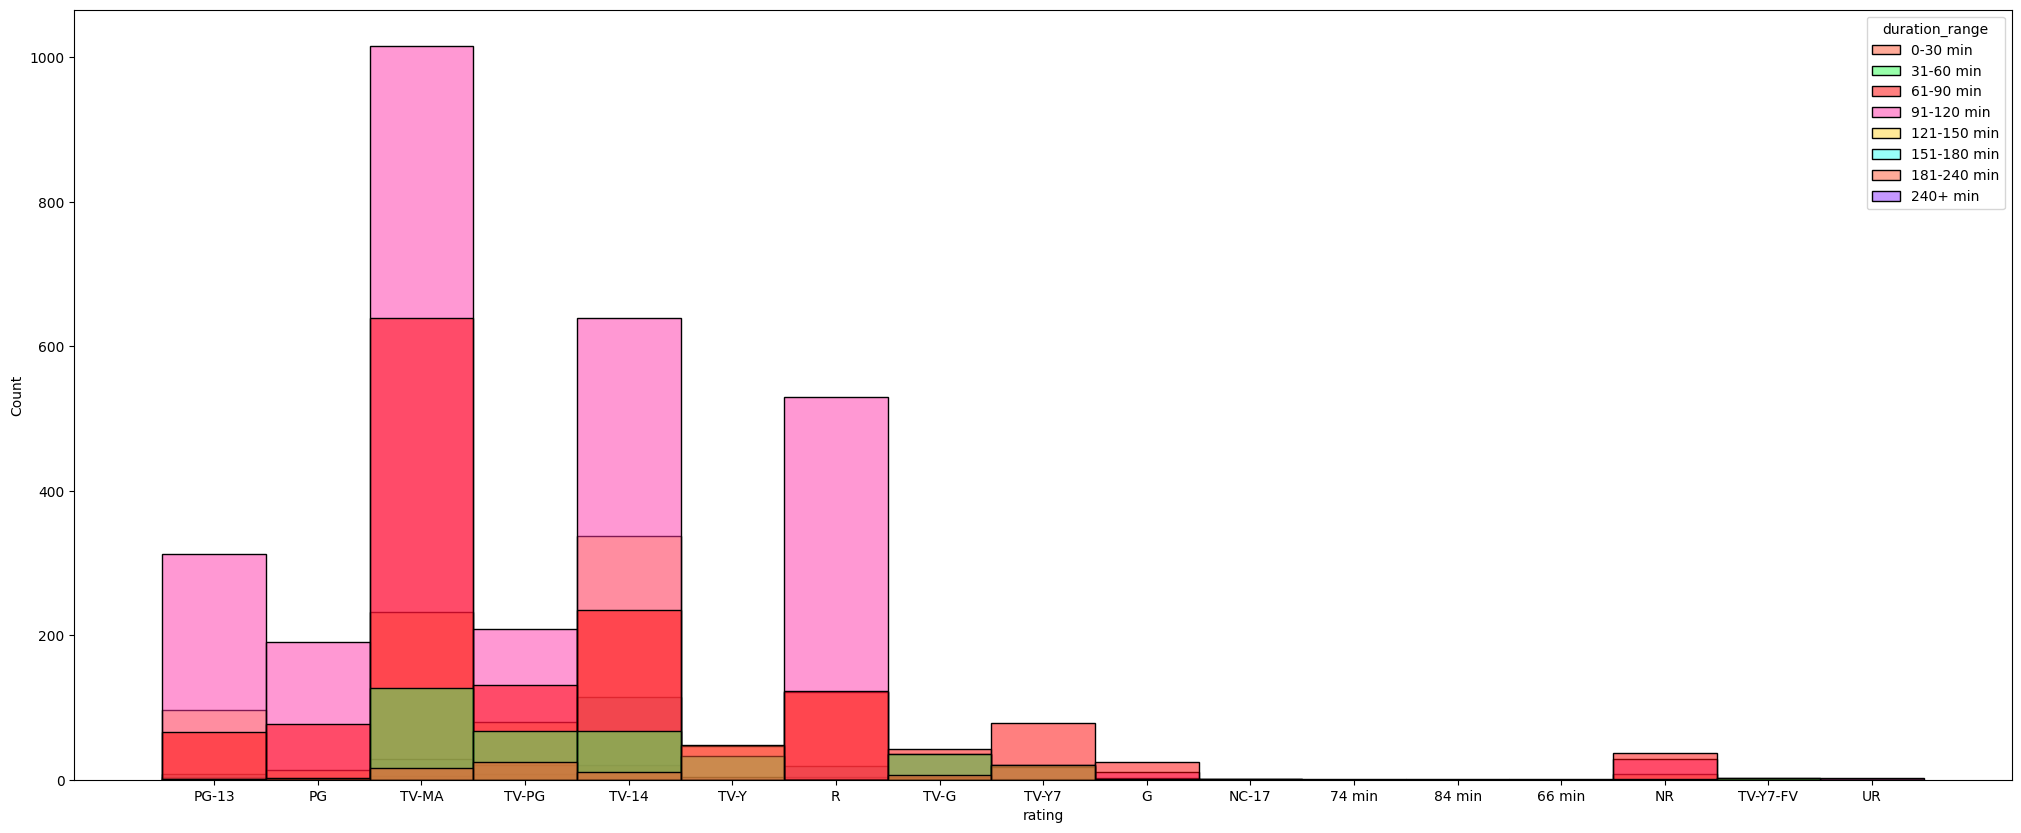 duration_range
0-30 min
31-60 min
61-90 min
91-120 min
121-150 min
151-180 min
181-240 min
240+ min
1000
800
600
400
200
0
Count
PG-13 PG TV-MA TV-PG TV-14 TV-Y R TV-G TV-Y7 G NC-17 74 min 84 min 66 min NR TV-Y7-FV UR
rating